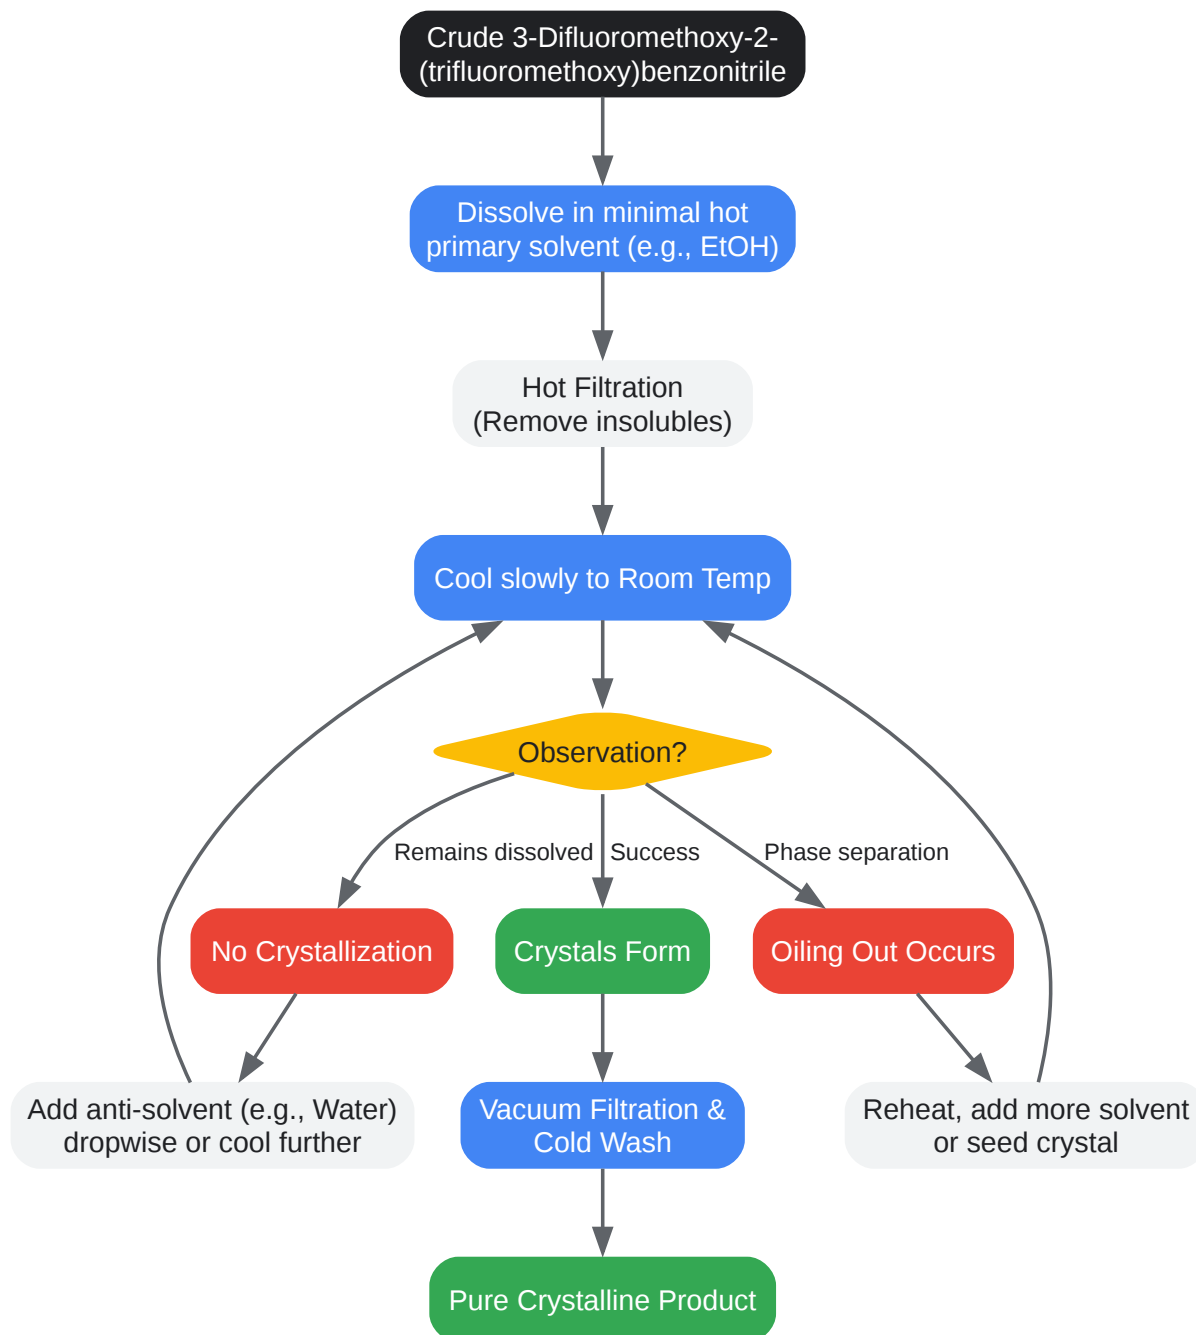 Crude 3-Difluoromethoxy-2-
(trifluoromethoxy)benzonitrile
Dissolve in minimal hot
primary solvent (e.g., EtOH)
Hot Filtration
(Remove insolubles)
Cool slowly to Room Temp
Observation?
Remains dissolved
Success
Phase separation
No Crystallization
Crystals Form
Oiling Out Occurs
Add anti-solvent (e.g., Water)
dropwise or cool further
Vacuum Filtration &
Cold Wash
Reheat, add more solvent
or seed crystal
Pure Crystalline Product